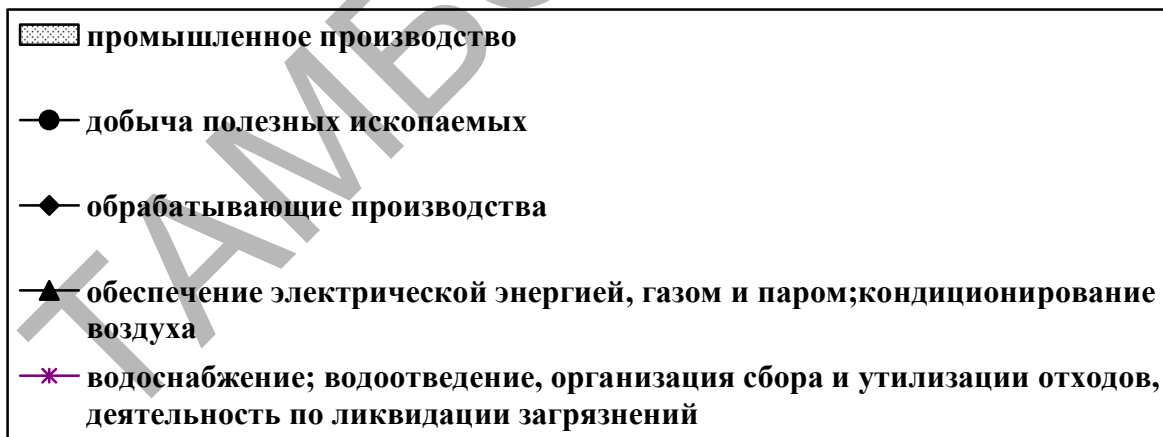 ТАМБ
промышленное производство
добыча полезных ископаемых
обрабатывающие производства
обеспечение электрической энергией, газом и паром;кондиционирование
воздуха
водоснабжение; водоотведение, организация сбора и утилизации отходов,
деятельность по ликвидации загрязнений